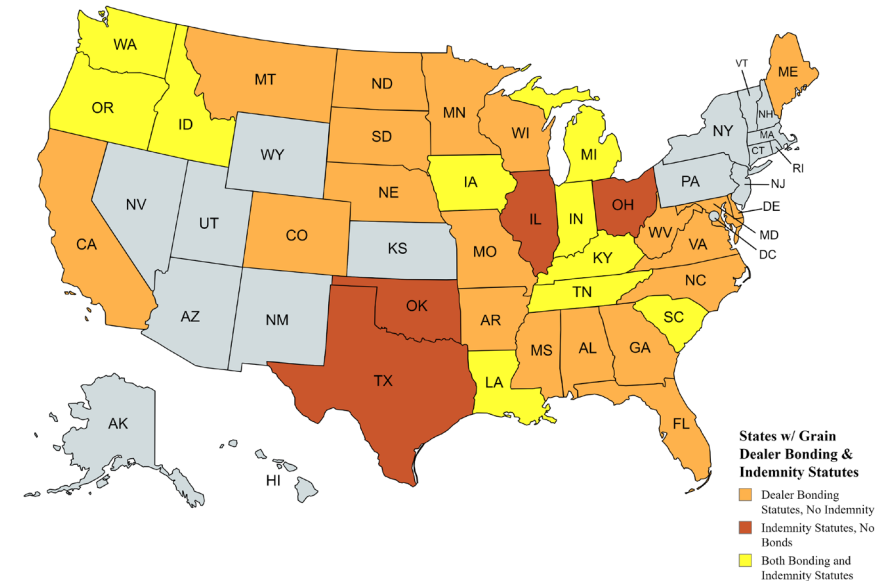 WA
MT
ND
MN
VT
ME
OR
ID
SD
WI
NH
NY
MA
WY
MI
CT
RI
NE
IA
PA
NJ
NV
UT
CO
IL
IN
OH
DE
CA
KS
MO
WV
VA
MD
KY
DC
NC
TN
AZ
NM
OK
AR
SC
MS
AL
GA
TX
LA
AK
FL
HI
States w/ Grain
Dealer Bonding &
Indemnity Statutes
Dealer Bonding
Statutes, No Indemnity
Indemnity Statutes, No
Bonds
Both Bonding and
Indemnity Statutes